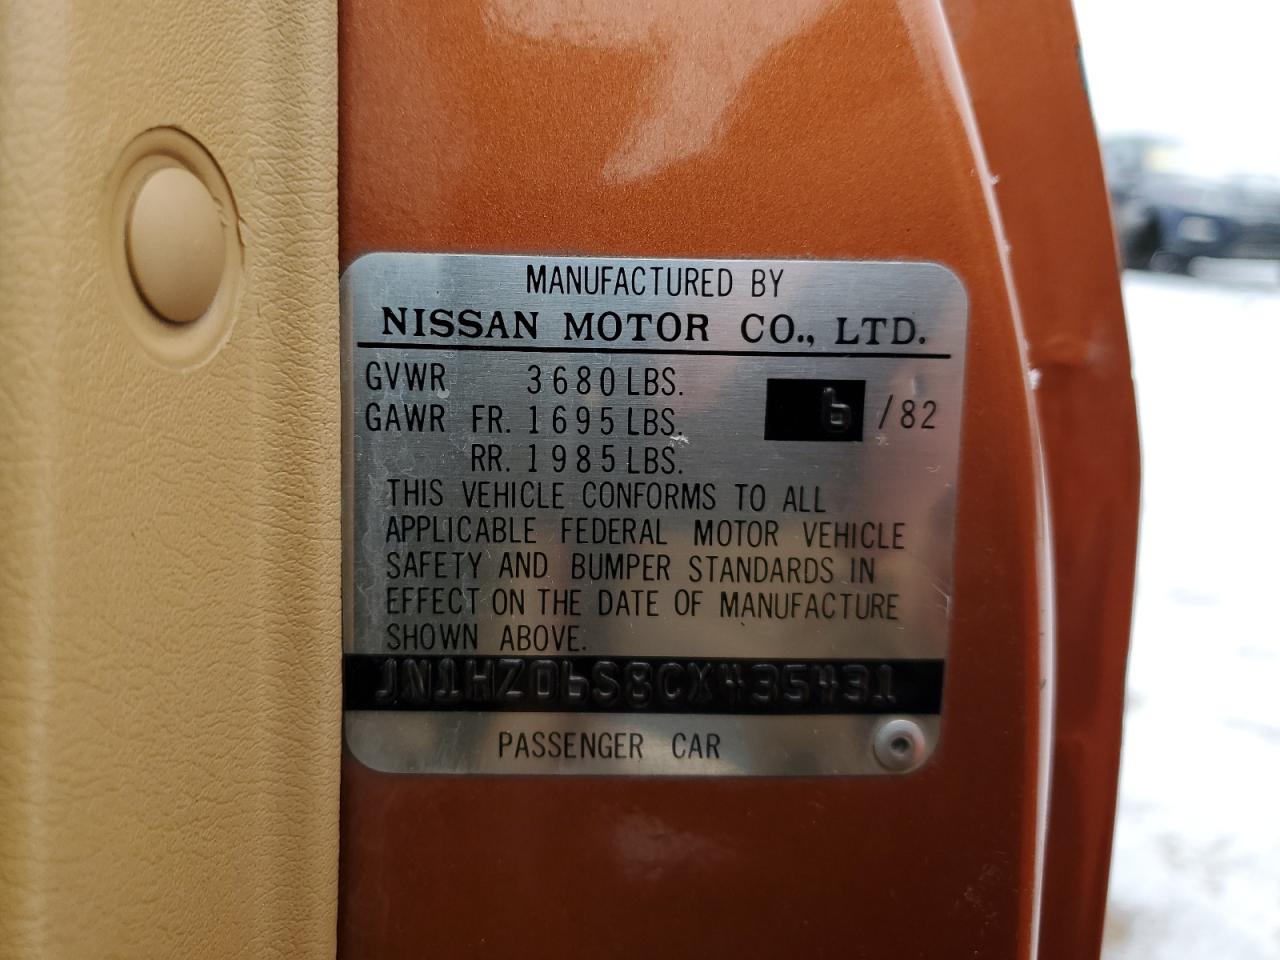 MANUFACTURED BY
NISSAN MOTOR CO., LTD.
GVWR 3680 LBS.
GAWR FR. 1695 LBS. 6 /82
RR. 1985 LBS.
THIS VEHICLE CONFORMS TO ALL
APPLICABLE FEDERAL MOTOR VEHICLE
SAFETY AND BUMPER STANDARDS IN
EFFECT ON THE DATE OF MANUFACTURE
SHOWN ABOVE.
JN1HZ06S8CX435431
PASSENGER CAR